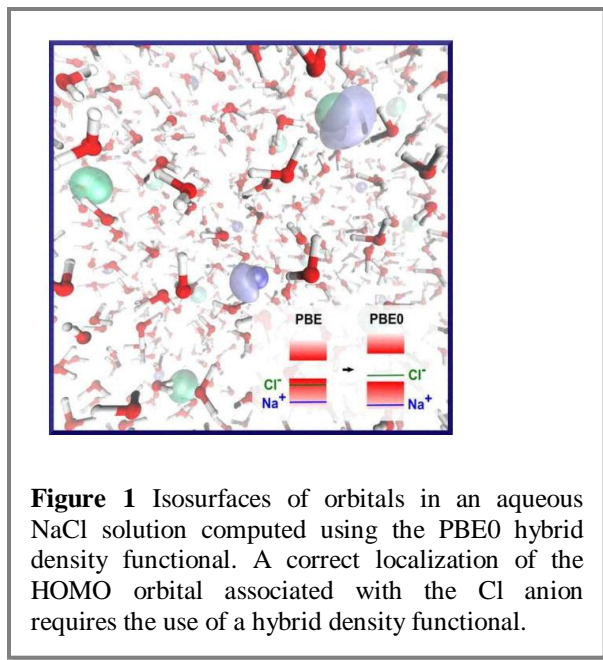 PBE PBE0
Cl-
Cl-
Na+
Na+
Figure 1 Isosurfaces of orbitals in an aqueous
NaCl solution computed using the PBE0 hybrid
density functional. A correct localization of the
HOMO orbital associated with the Cl anion
requires the use of a hybrid density functional.